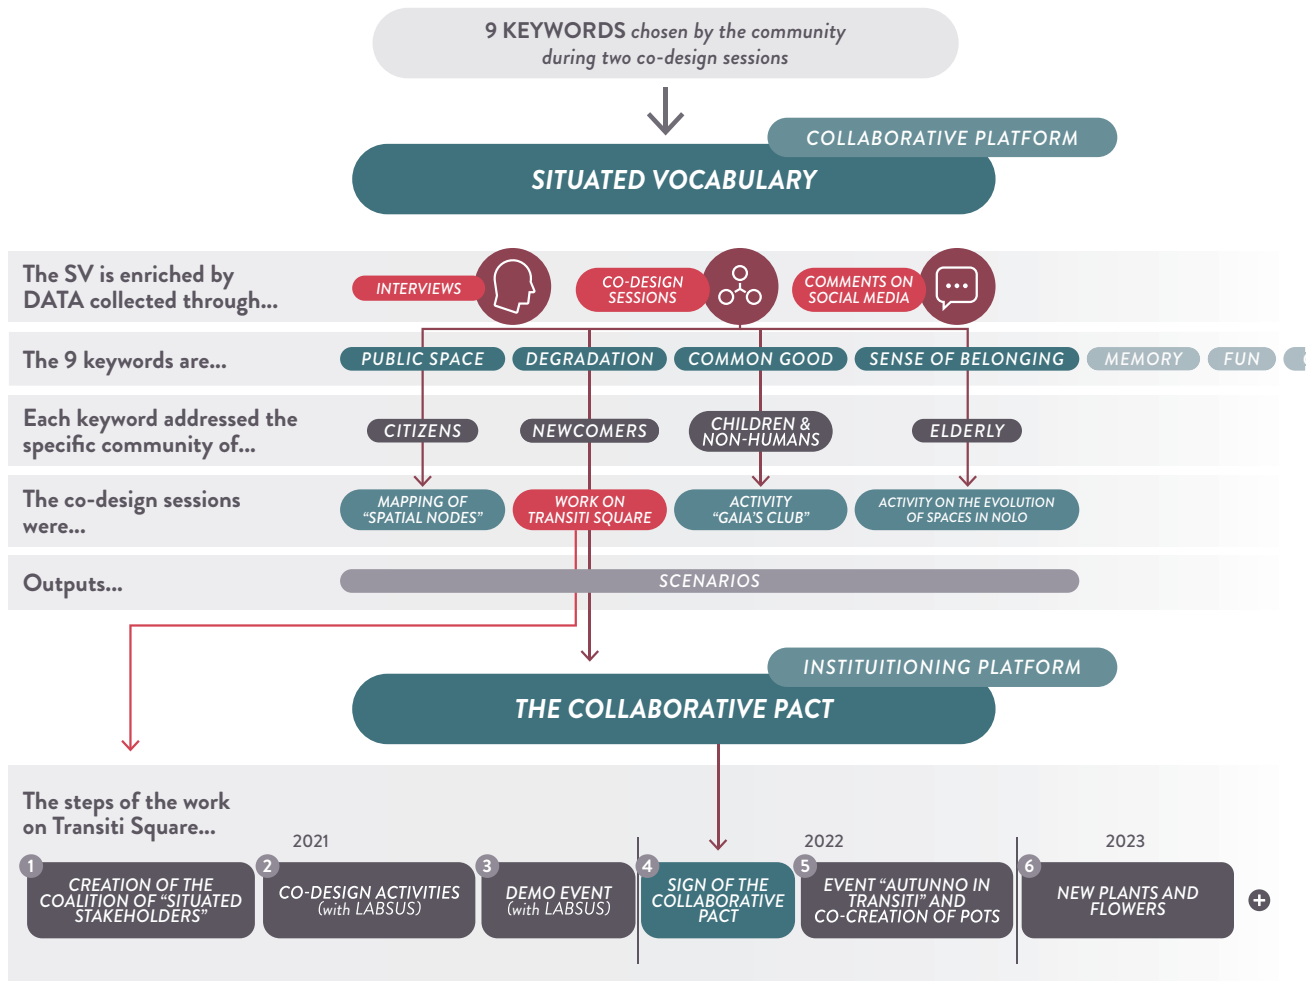 9 KEYWORDS chosen by the community
during two co-design sessions
COLLABORATIVE PLATFORM
SITUATED VOCABULARY
The SV is enriched by
DATA collected through...
INTERVIEWS
CO-DESIGN
SESSIONS
COMMENTS ON
SOCIAL MEDIA
The 9 keywords are...
PUBLIC SPACE
DEGRADATION
COMMON GOOD
SENSE OF BELONGING
MEMORY
FUN
Each keyword addressed the
specific community of...
CITIZENS
NEWCOMERS
CHILDREN &
NON-HUMANS
ELDERLY
The co-design sessions
were...
MAPPING OF
“SPATIAL NODES”
WORK ON
TRANSITI SQUARE
ACTIVITY
“GAIA’S CLUB”
ACTIVITY ON THE EVOLUTION
OF SPACES IN NOLO
Outputs...
SCENARIOS
INSTITUITIONING PLATFORM
THE COLLABORATIVE PACT
The steps of the work
on Transiti Square...
2021
2022
2023
1
CREATION OF THE
COALITION OF “SITUATED
STAKEHOLDERS”
2
CO-DESIGN ACTIVITIES
(with LABSUS)
3
DEMO EVENT
(with LABSUS)
4
SIGN OF THE
COLLABORATIVE
PACT
5
EVENT “AUTUNNO IN
TRANSITI” AND
CO-CREATION OF POTS
6
NEW PLANTS AND
FLOWERS
+